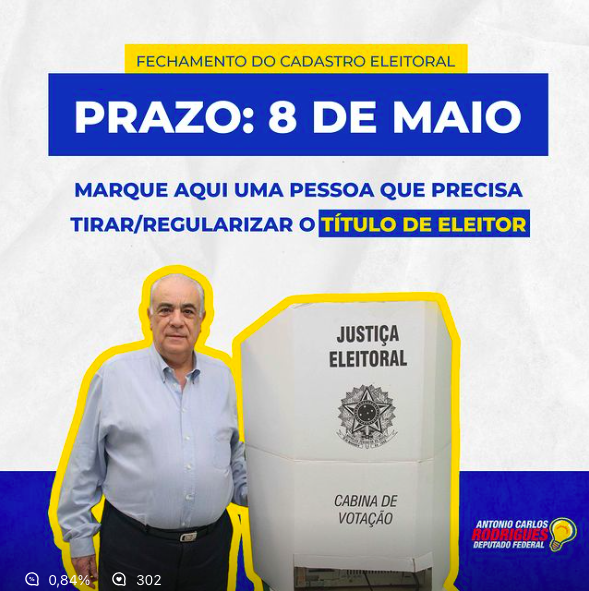 FECHAMENTO DO CADASTRO ELEITORAL
PRAZO: 8 DE MAIO
MARQUE AQUI UMA PESSOA QUE PRECISA
TIRAR/REGULARIZAR O TÍTULO DE ELEITOR
JUSTIÇA
ELEITORAL
CABINA DE
VOTAÇÃO
ANTONIO CARLOS
RODRIGUES
DEPUTADO FEDERAL
0,84% 302